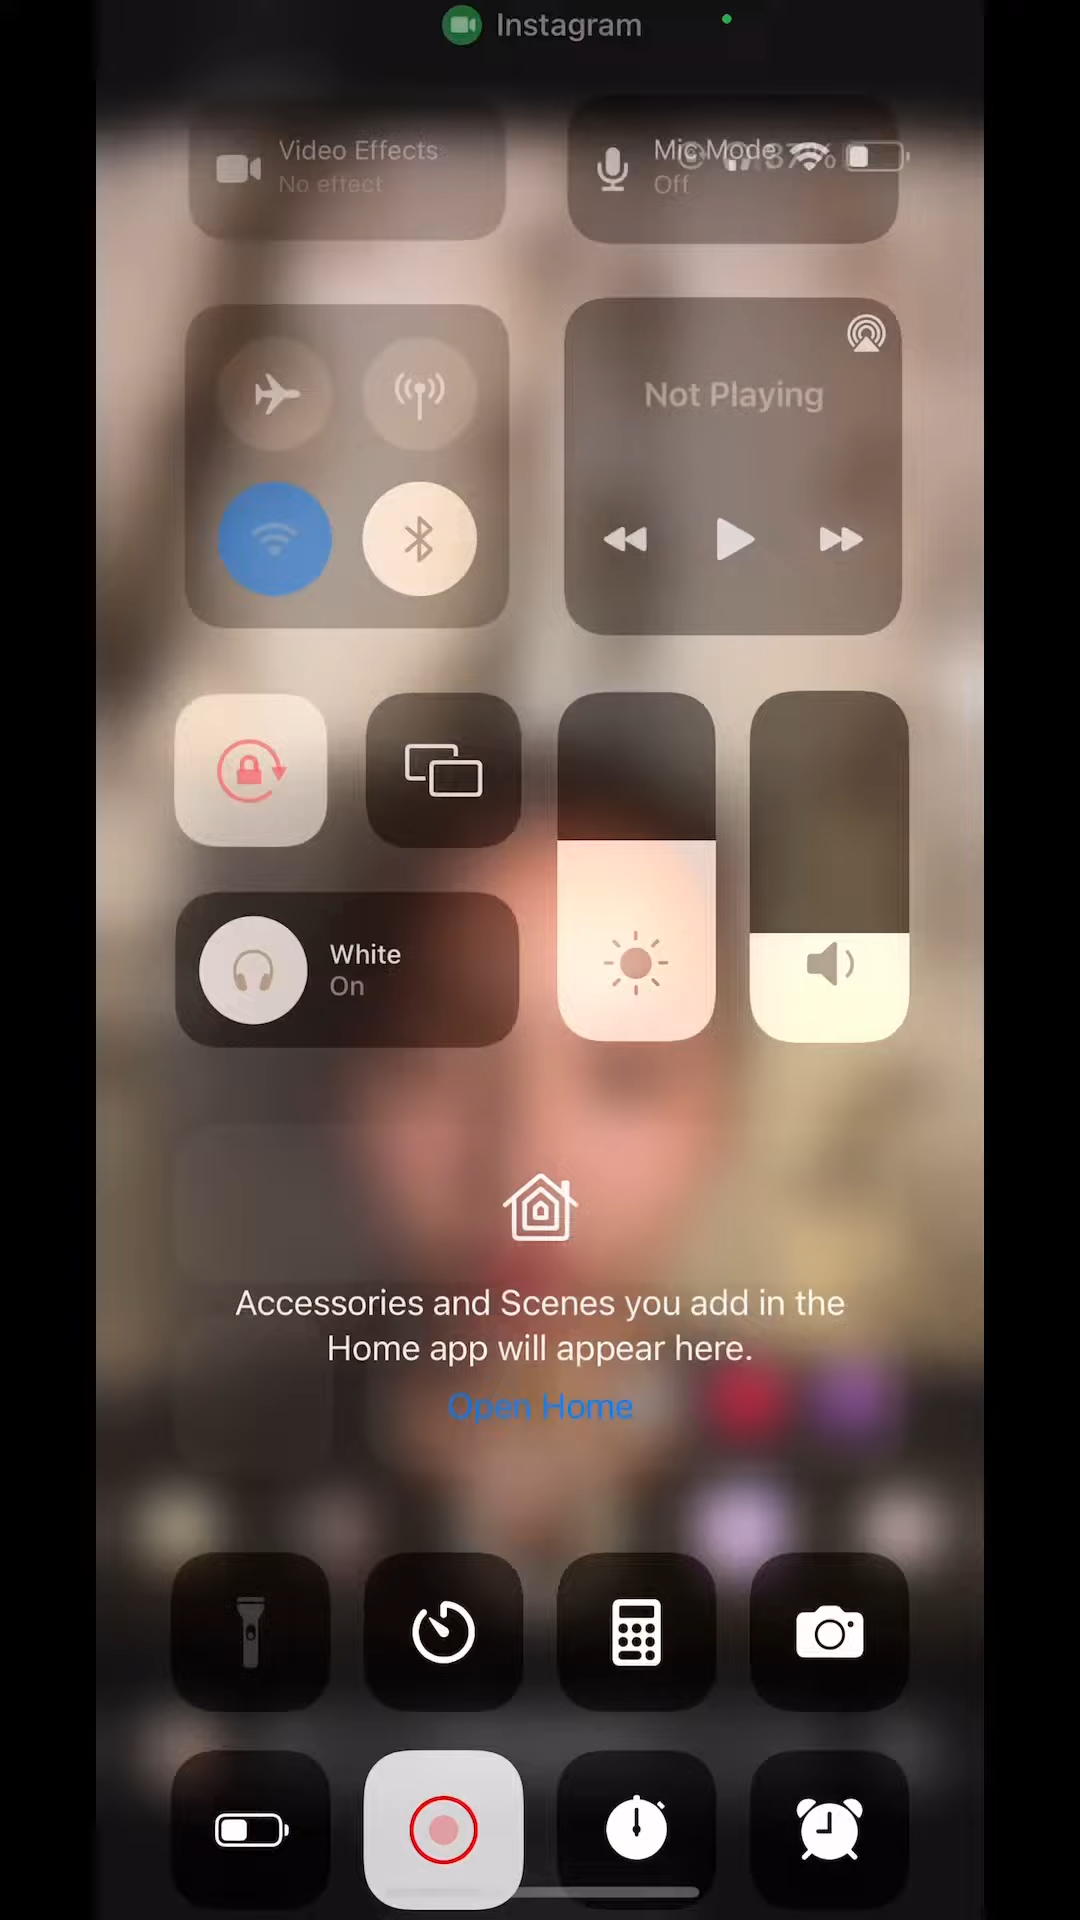 Instagram
Video Effects
No effect
Mic Mode
Off
37%
Not Playing
White
On
Accessories and Scenes you add in the
Home app will appear here.
Open Home